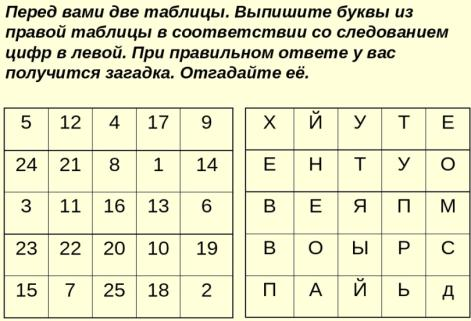 Перед вами две таблицы. Выпишите буквы из
правой таблицы в соответствии со следованием
цифр в левой. При правильном ответе у вас
получится загадка. Отгадайте её.
5 12 4 17 9 Х Й У Т Е
24 21 8 1 14 Е Н Т У О
3 11 16 13 6 В Е Я П М
23 22 20 10 19 В О Ы Р С
15 7 25 18 2 П А Й Ь д